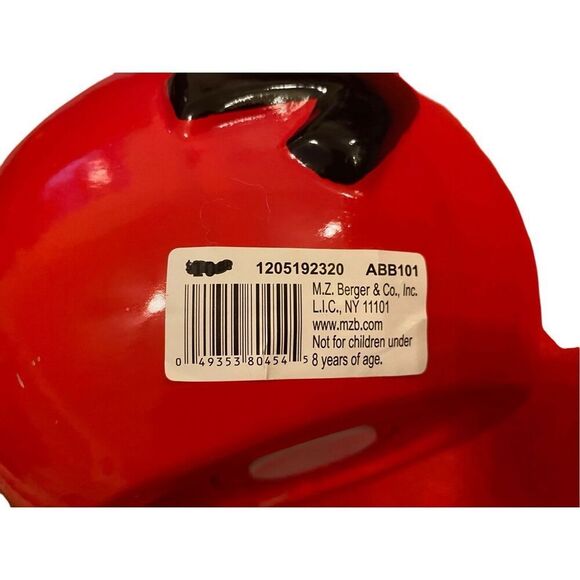 1205192320 ABB101
M.Z. Berger & Co., Inc.
L.I.C., NY 11101
www.mzb.com
Not for children under
8 years of age.
0 49353 80454 5